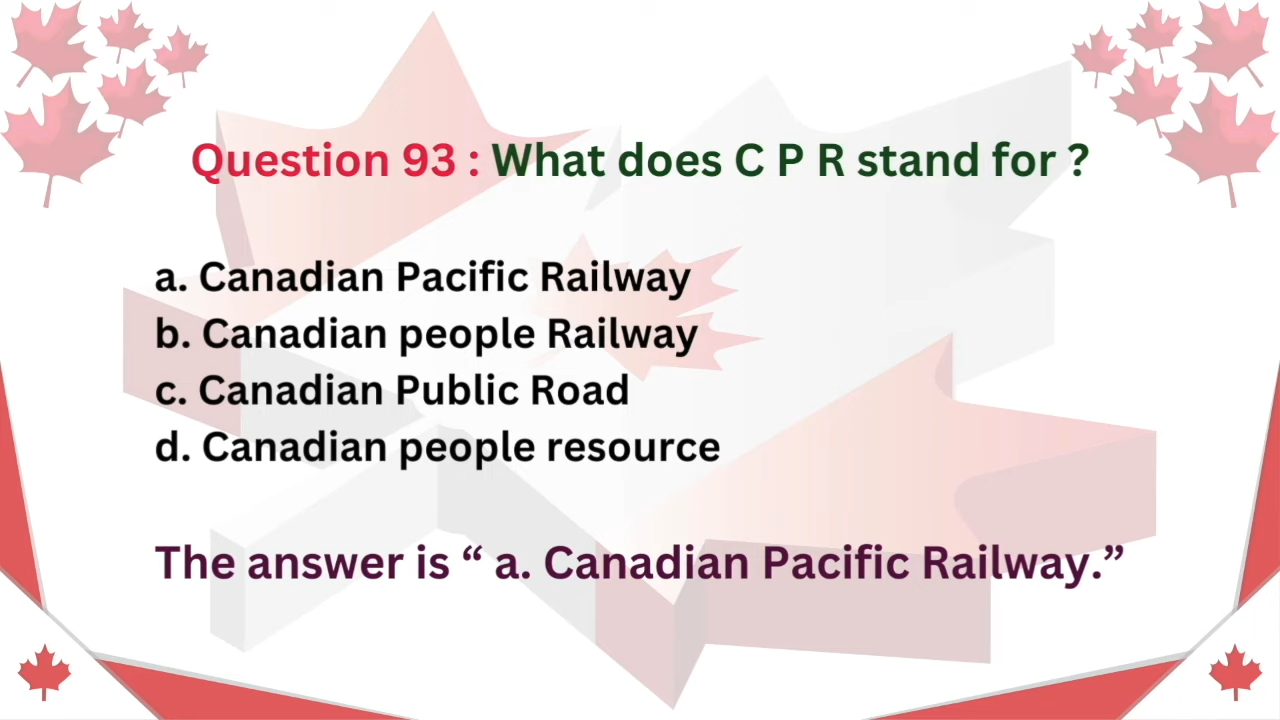 Question 93 : What does C P R stand for ?
a. Canadian Pacific Railway
b. Canadian people Railway
c. Canadian Public Road
d. Canadian people resource
The answer is “ a. Canadian Pacific Railway.”